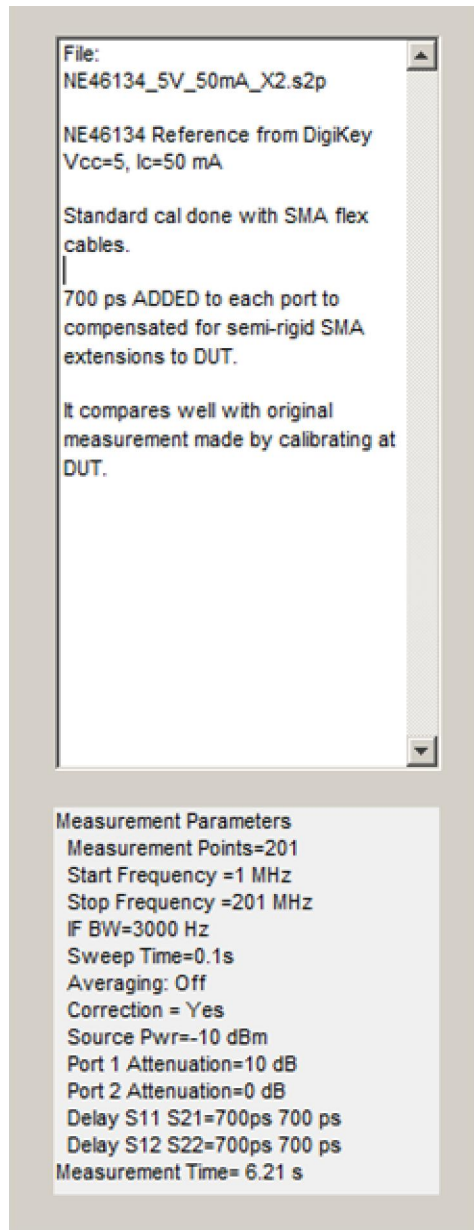 File:
NE46134_5V_50mA_X2.s2p
NE46134 Reference from DigiKey
Vcc=5, Ic=50 mA
Standard cal done with SMA flex
cables.
700 ps ADDED to each port to
compensated for semi-rigid SMA
extensions to DUT.
It compares well with original
measurement made by calibrating at
DUT.
Measurement Parameters
Measurement Points=201
Start Frequency =1 MHz
Stop Frequency =201 MHz
IF BW=3000 Hz
Sweep Time=0.1s
Averaging: Off
Correction = Yes
Source Pwr=-10 dBm
Port 1 Attenuation=10 dB
Port 2 Attenuation=0 dB
Delay S11 S21=700ps 700 ps
Delay S12 S22=700ps 700 ps
Measurement Time= 6.21 s